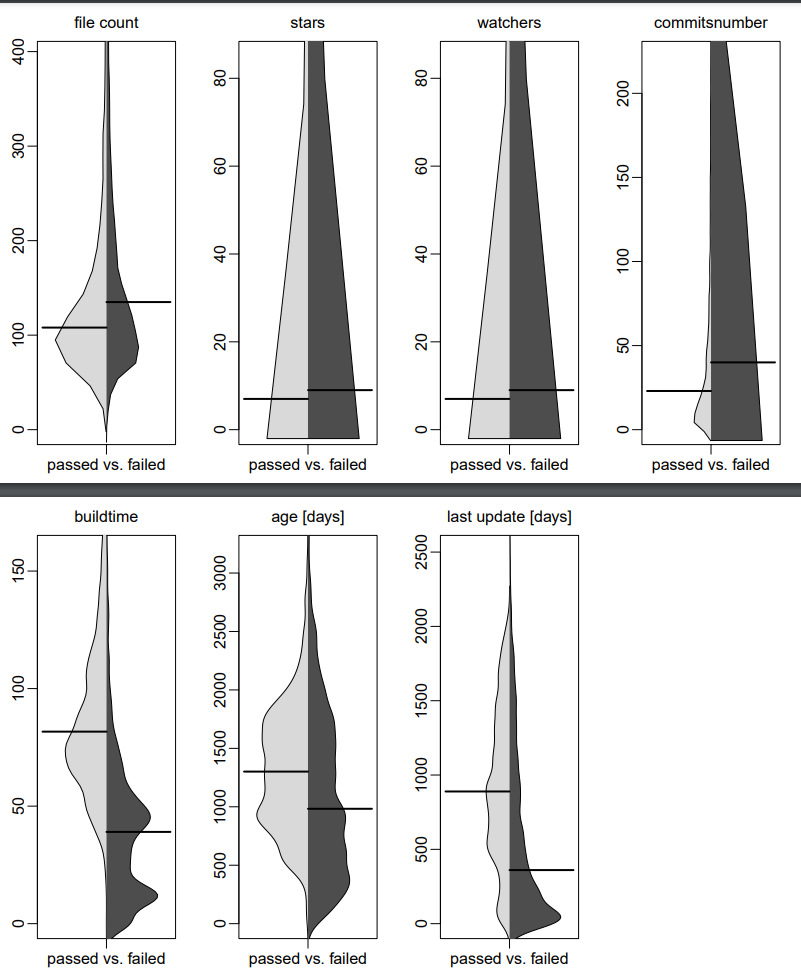 file count
stars
watchers
commitsnumber
0 100 200 300 400
0 20 40 60 80
0 20 40 60 80
0 50 100 150 200
passed vs. failed
passed vs. failed
passed vs. failed
passed vs. failed
buildtime
age [days]
last update [days]
0 50 100 150
0 500 1000 1500 2000 2500 3000
0 500 1000 1500 2000 2500
passed vs. failed
passed vs. failed
passed vs. failed